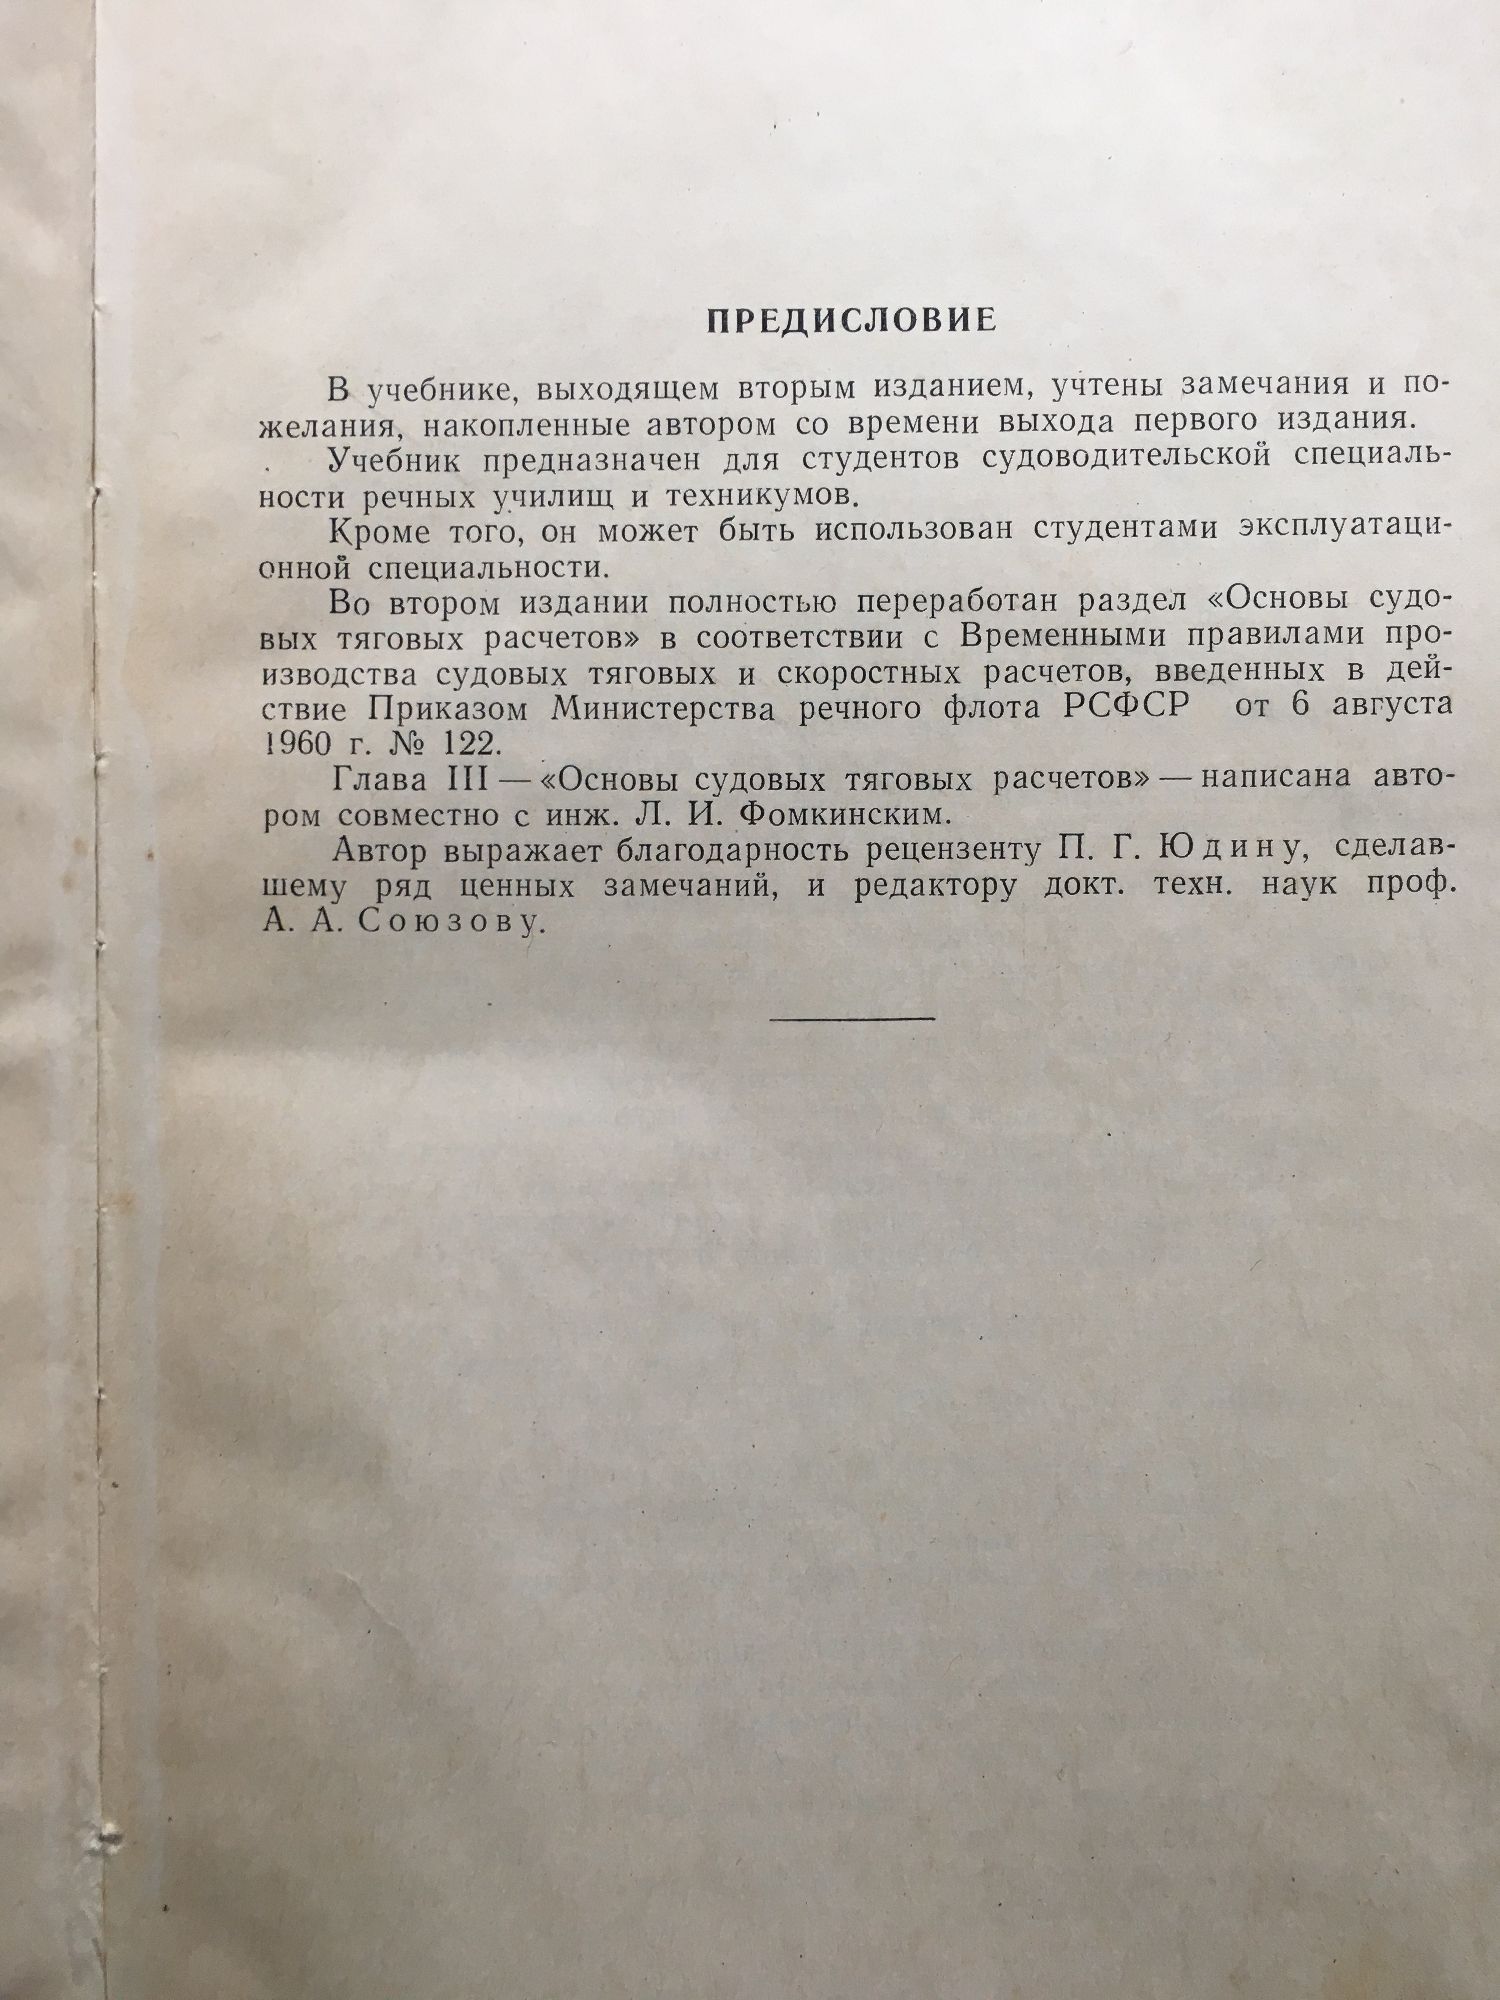 ПРЕДИСЛОВИЕ
В учебнике, выходящем вторым изданием, учтены замечания и по-
желания, накопленные автором со времени выхода первого издания.
Учебник предназначен для студентов судоводительской специаль-
ности речных училищ и техникумов.
Кроме того, он может быть использован студентами эксплуатаци-
онной специальности.
Во втором издании полностью переработан раздел «Основы судо-
вых тяговых расчетов» в соответствии с Временными правилами про-
изводства судовых тяговых и скоростных расчетов, введенных в дей-
ствие Приказом Министерства речного флота РСФСР от 6 августа
1960 г. № 122.
Глава III — «Основы судовых тяговых расчетов» — написана авто-
ром совместно с инж. Л. И. Фомкинским.
Автор выражает благодарность рецензенту П. Г. Юдину, сделав-
шему ряд ценных замечаний, и редактору докт. техн. наук проф.
А. А. Союзову.